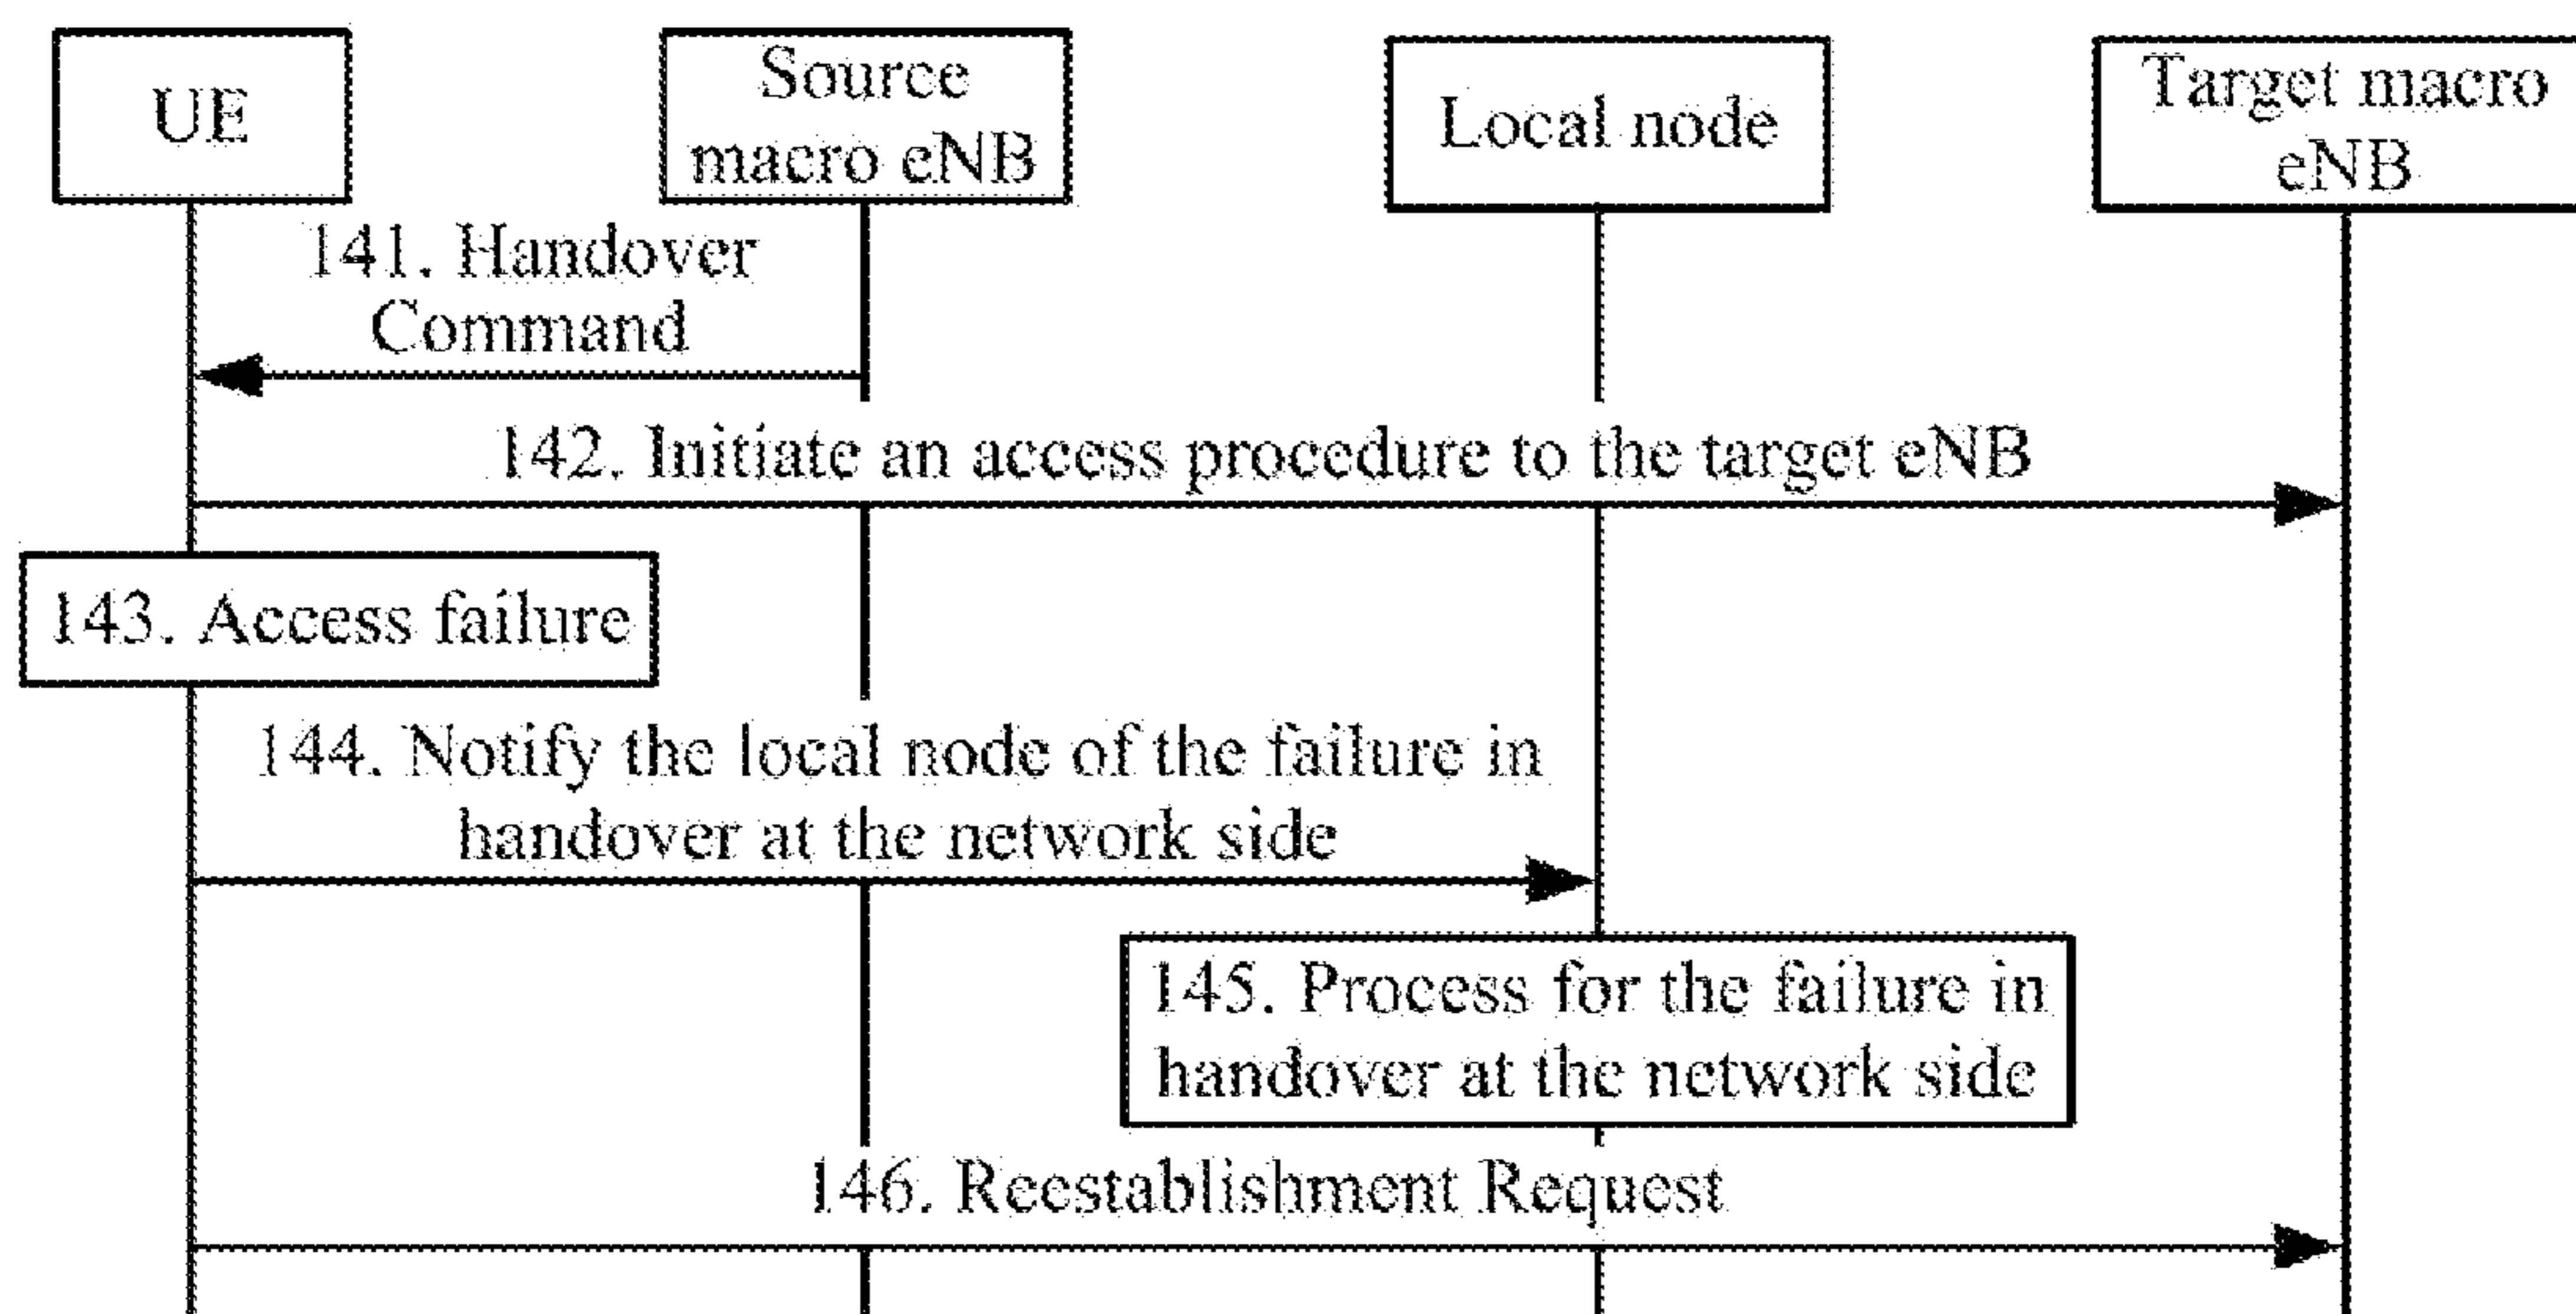 UE
Source
macro eNB
Local node
Target macro
eNB
141. Handover
Command
142. Initiate an access procedure to the target eNB
143. Access failure
144. Notify the local node of the failure in
handover at the network side
145. Process for the failure in
handover at the network side
146. Reestablishment Request